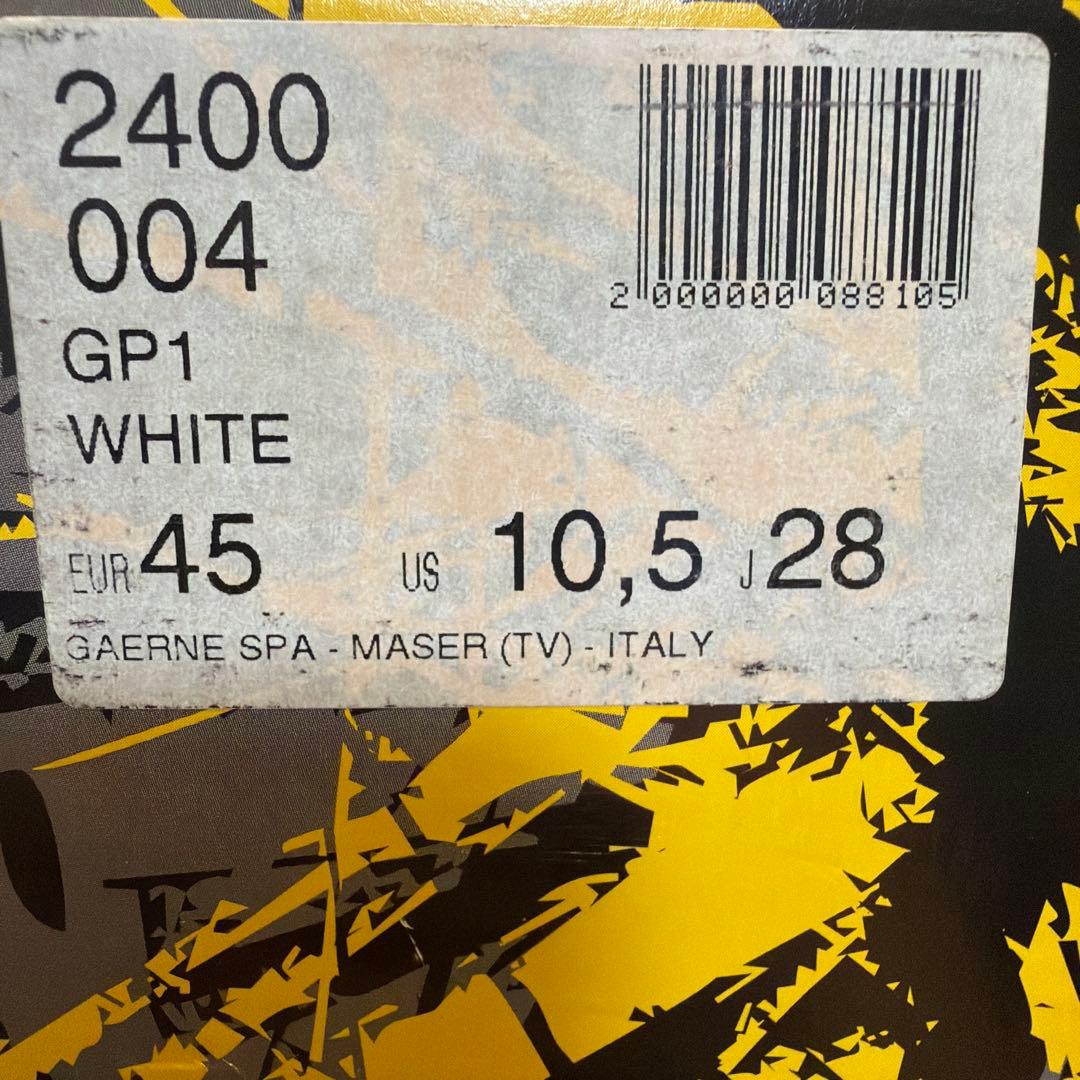 2400
004
GP1
WHITE
2 000000 088105
EUR 45 US 10,5 J 28
GAERNE SPA - MASER (TV) - ITALY